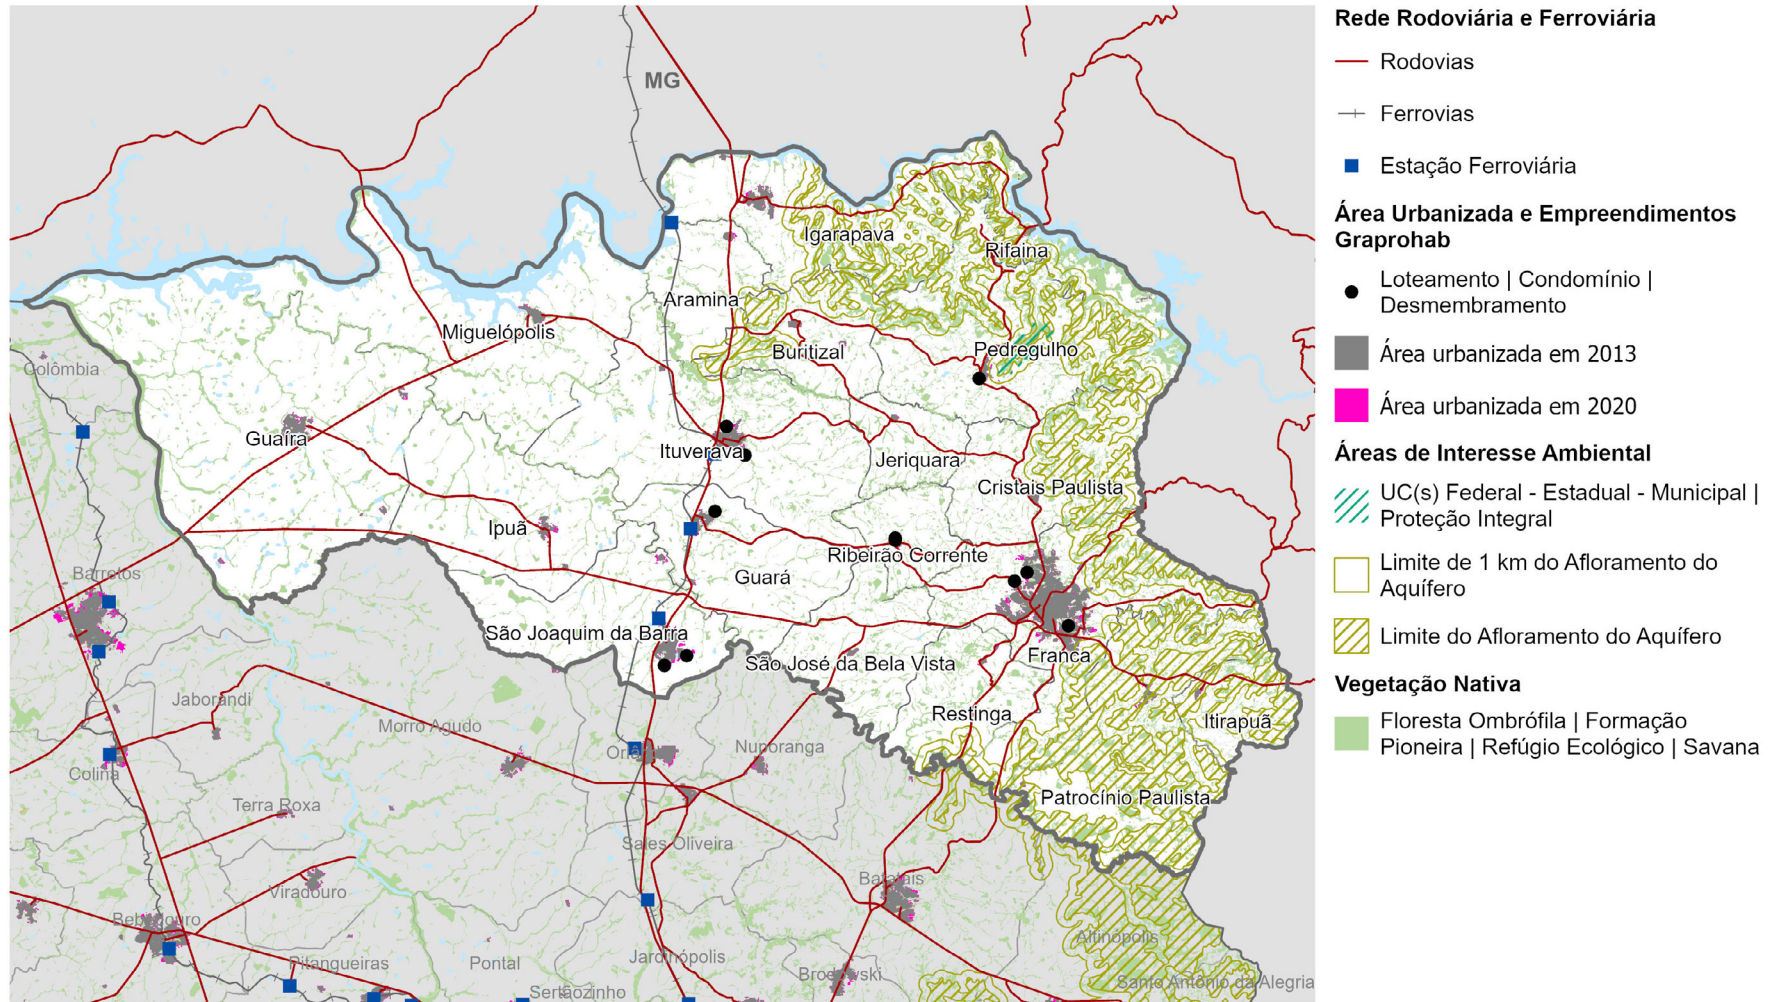 MG
Igarapava
Rifaina
Aramina
Miguelópolis
Buritizal
Pedregulho
Colômbia
Guaíra
Ituverava
Jeriquara
Cristais Paulista
Ipuã
Ribeirão Corrente
Barretos
Guará
São Joaquim da Barra
São José da Bela Vista
Franca
Jaborandi
Morro Agudo
Restinga
Itirapuã
Nuporanga
Colina
Terra Roxa
Patrocínio Paulista
Sales Oliveira
Viradouro
Batatais
Bebedouro
Altinópolis
Pitangueiras
Pontal
Jardinópolis
Brodowski
Sertãozinho
Santo Antônio da Alegria
Rede Rodoviária e Ferroviária
Rodovias
Ferrovias
Estação Ferroviária
Área Urbanizada e Empreendimentos
Graprohab
Loteamento | Condomínio |
Desmembramento
Área urbanizada em 2013
Área urbanizada em 2020
Áreas de Interesse Ambiental
UC(s) Federal - Estadual - Municipal |
Proteção Integral
Limite de 1 km do Afloramento do
Aquífero
Limite do Afloramento do Aquífero
Vegetação Nativa
Floresta Ombrófila | Formação
Pioneira | Refúgio Ecológico | Savana